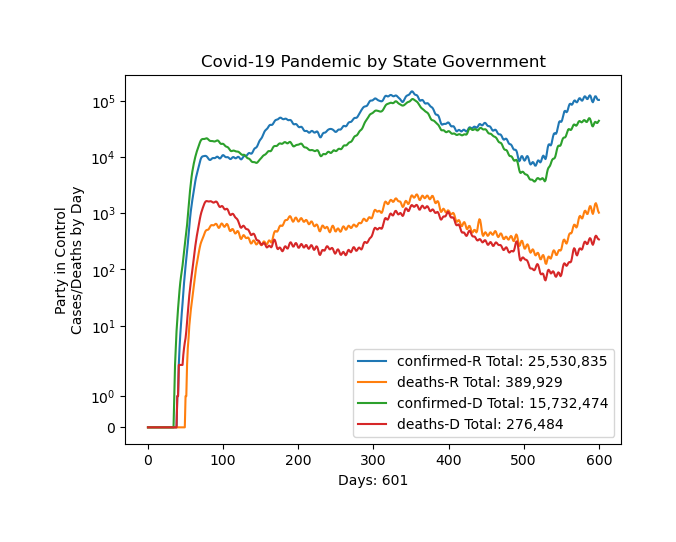 Covid-19 Pandemic by State Government
Party in Control
Cases/Deaths by Day
10^5
10^4
10^3
10^2
10^1
10^0
0
confirmed-R Total: 25,530,835
deaths-R Total: 389,929
confirmed-D Total: 15,732,474
deaths-D Total: 276,484
0 100 200 300 400 500 600
Days: 601